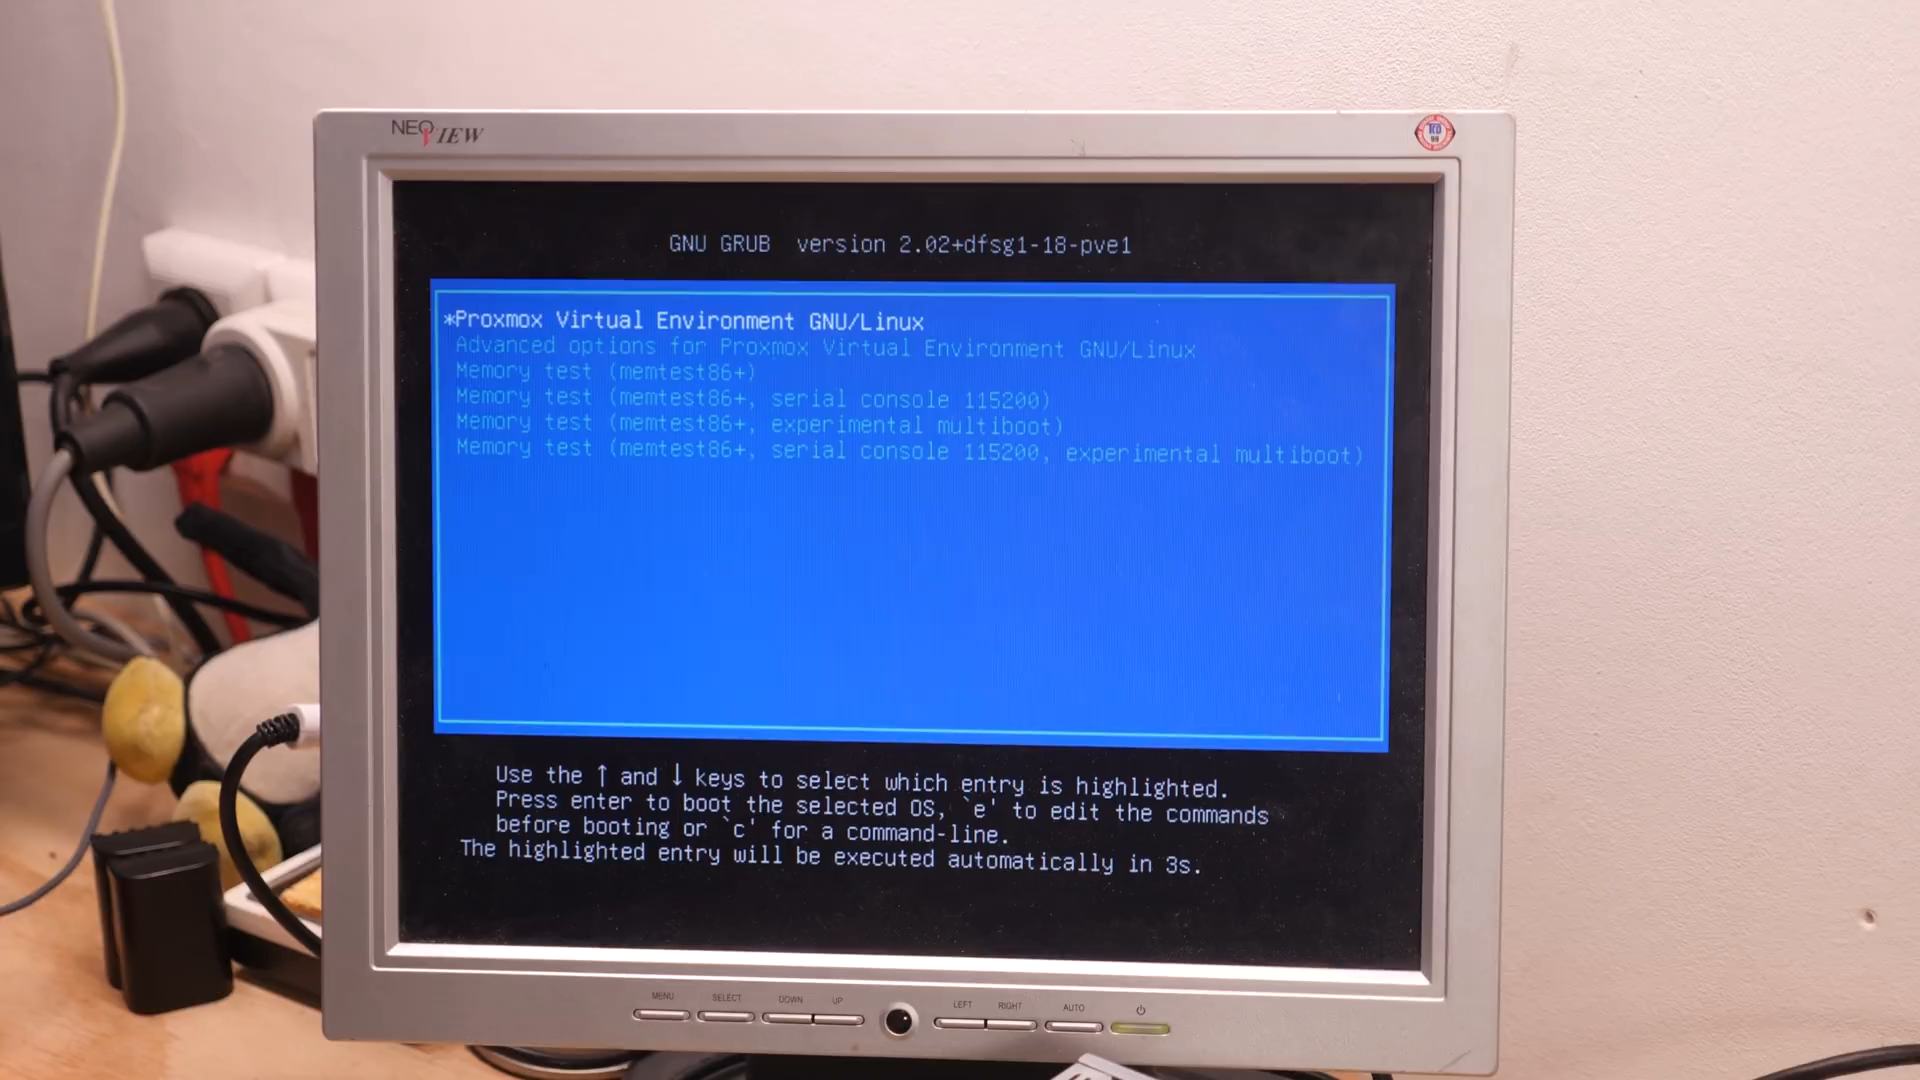 NEOVIEW
TCO
99
GNU GRUB  version 2.02+dfsg1-18-pve1
*Proxmox Virtual Environment GNU/Linux
Advanced options for Proxmox Virtual Environment GNU/Linux
Memory test (memtest86+)
Memory test (memtest86+, serial console 115200)
Memory test (memtest86+, experimental multiboot)
Memory test (memtest86+, serial console 115200, experimental multiboot)
Use the ↑ and ↓ keys to select which entry is highlighted.
Press enter to boot the selected OS, `e' to edit the commands
before booting or `c' for a command-line.
The highlighted entry will be executed automatically in 3s.
MENU SELECT DOWN UP LEFT RIGHT AUTO